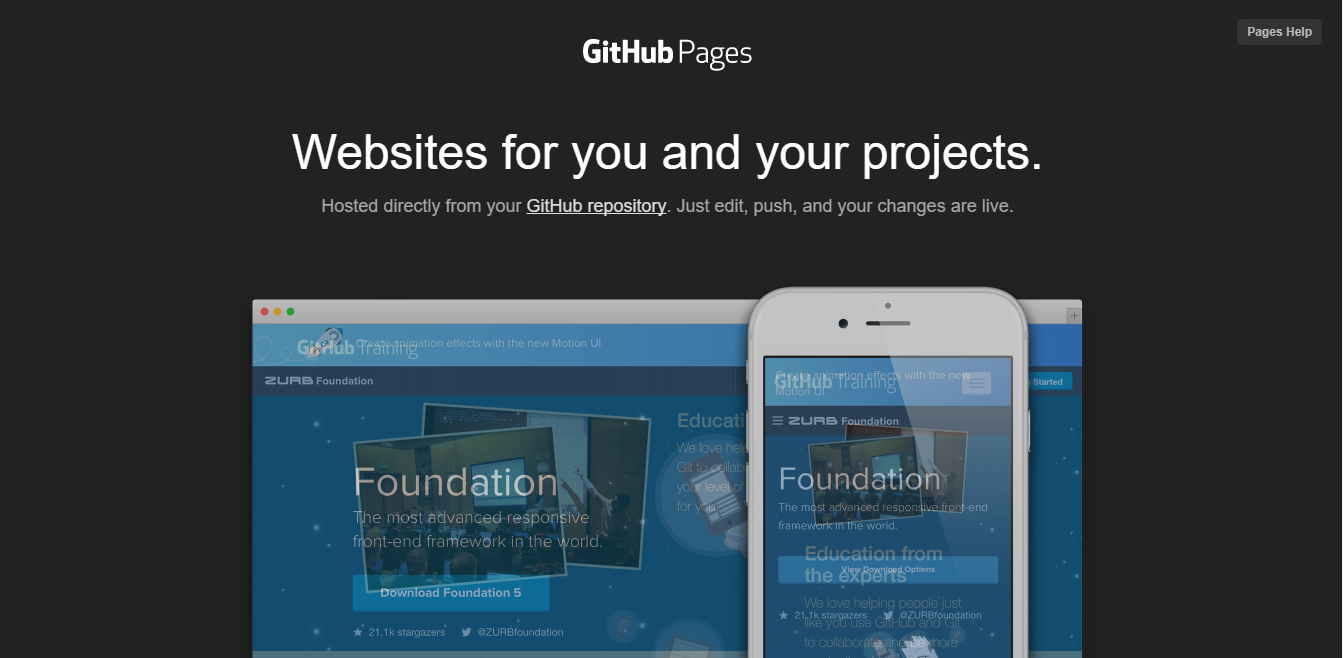 Pages Help
GitHub Pages
Websites for you and your projects.
Hosted directly from your GitHub repository. Just edit, push, and your changes are live.
GitHub Training
Create animation effects with the new Motion UI
ZURB Foundation
Started
Foundation
The most advanced responsive
front-end framework in the world.
Download Foundation 5
21.1k stargazers
@ZURBfoundation
We love
Git to
your level of
for you.
GitHub Training
Create animation effects with the new
Motion UI
ZURB Foundation
Foundation
The most advanced responsive front-end
framework in the world.
Education from
the experts
View Download Options
We love helping people just
like you use GitHub and Git
to collaborate and be more
21.1k stargazers
@ZURBfoundation